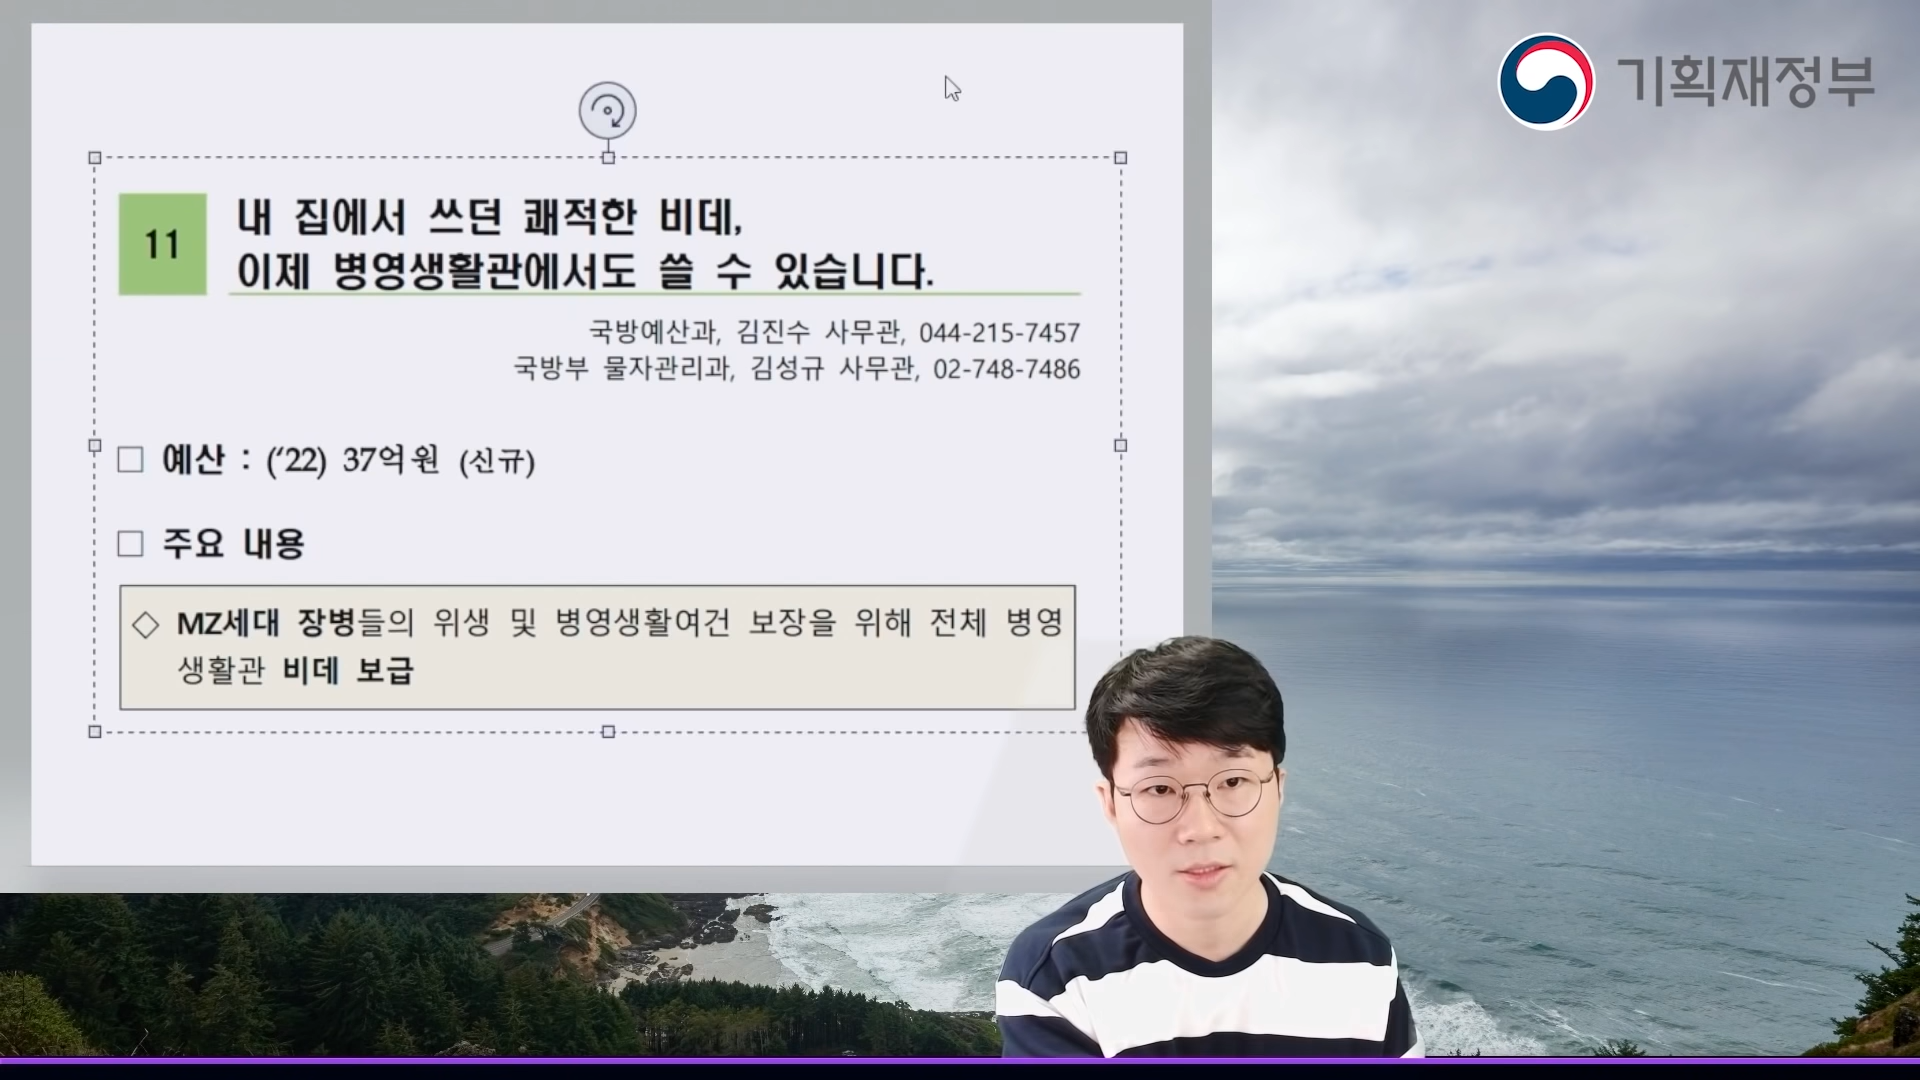 기획재정부
11
내 집에서 쓰던 쾌적한 비데,
이제 병영생활관에서도 쓸 수 있습니다.
국방예산과, 김진수 사무관, 044-215-7457
국방부 물자관리과, 김성규 사무관, 02-748-7486
□ 예산 : (‘22) 37억원 (신규)
□ 주요 내용
◇ MZ세대 장병들의 위생 및 병영생활여건 보장을 위해 전체 병영
생활관 비데 보급